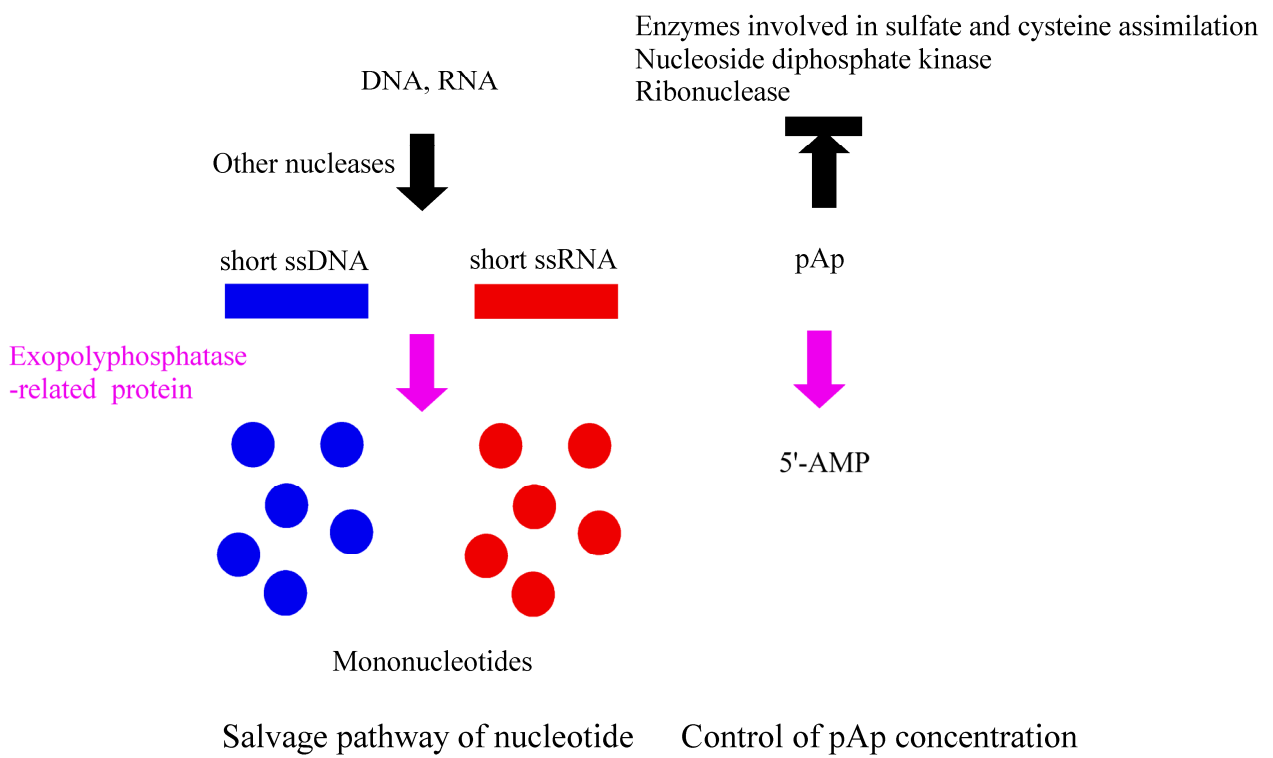 Enzymes involved in sulfate and cysteine assimilation
Nucleoside diphosphate kinase
Ribonuclease
DNA, RNA
Other nucleases
short ssDNA
short ssRNA
pAp
Exopolyphosphatase
-related protein
5'-AMP
Mononucleotides
Salvage pathway of nucleotide
Control of pAp concentration